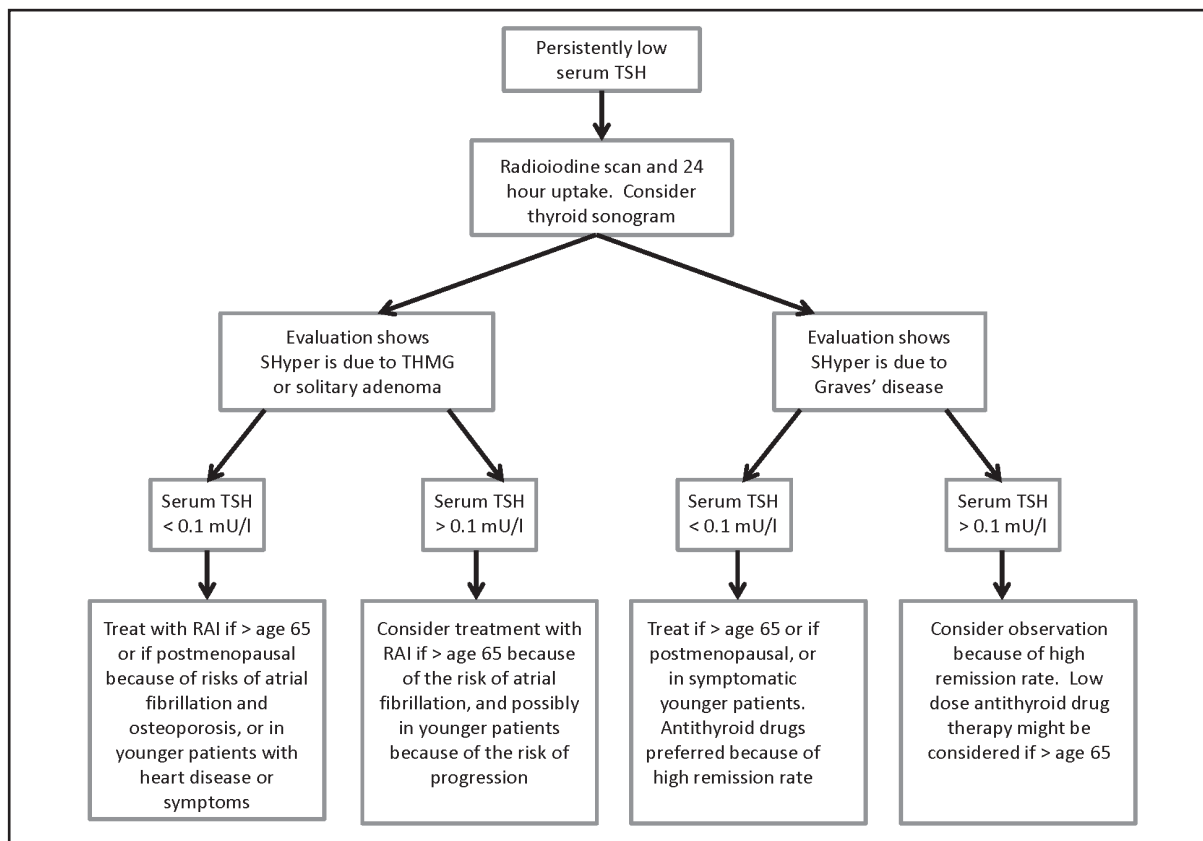 Persistently low
serum TSH
Radioiodine scan and 24
hour uptake. Consider
thyroid sonogram
Evaluation shows
SHyper is due to THMG
or solitary adenoma
Evaluation shows
SHyper is due to
Graves’ disease
Serum TSH
< 0.1 mU/l
Serum TSH
> 0.1 mU/l
Serum TSH
< 0.1 mU/l
Serum TSH
> 0.1 mU/l
Treat with RAI if > age 65
or if postmenopausal
because of risks of atrial
fibrillation and
osteoporosis, or in
younger patients with
heart disease or
symptoms
Consider treatment with
RAI if > age 65 because
of the risk of atrial
fibrillation, and possibly
in younger patients
because of the risk of
progression
Treat if > age 65 or if
postmenopausal, or
in symptomatic
younger patients.
Antithyroid drugs
preferred because of
high remission rate
Consider observation
because of high
remission rate. Low
dose antithyroid drug
therapy might be
considered if > age 65